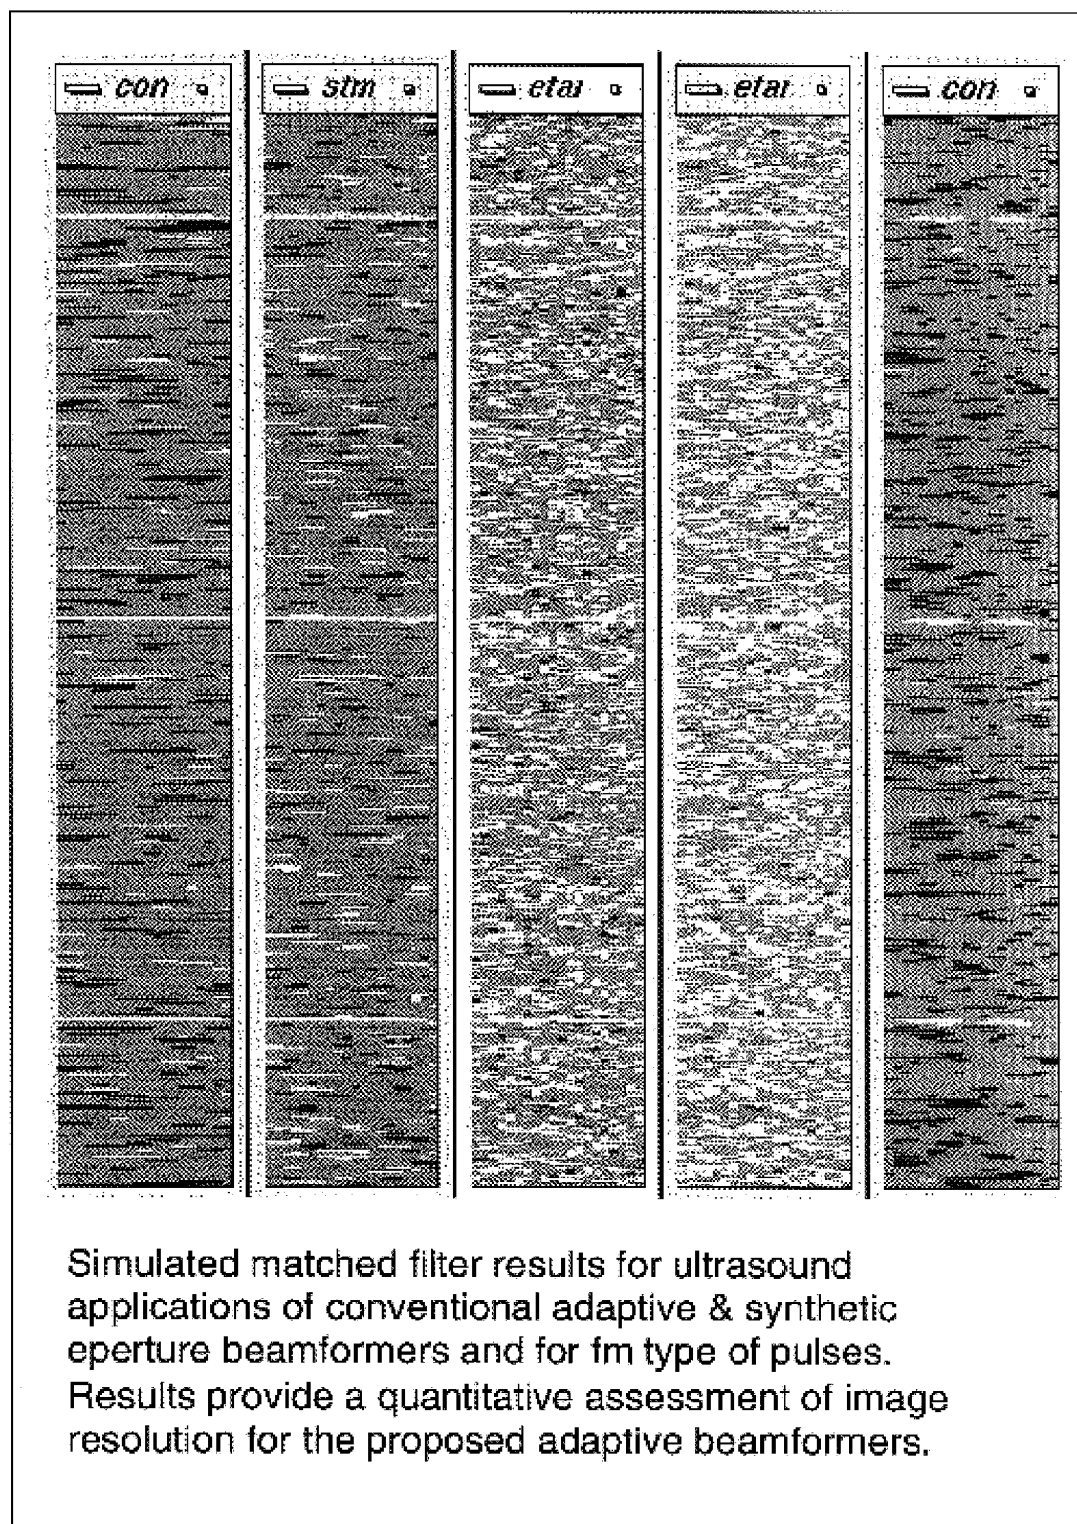 con stm etai etai con
Simulated matched filter results for ultrasound
applications of conventional adaptive & synthetic
eperture beamformers and for fm type of pulses.
Results provide a quantitative assessment of image
resolution for the proposed adaptive beamformers.